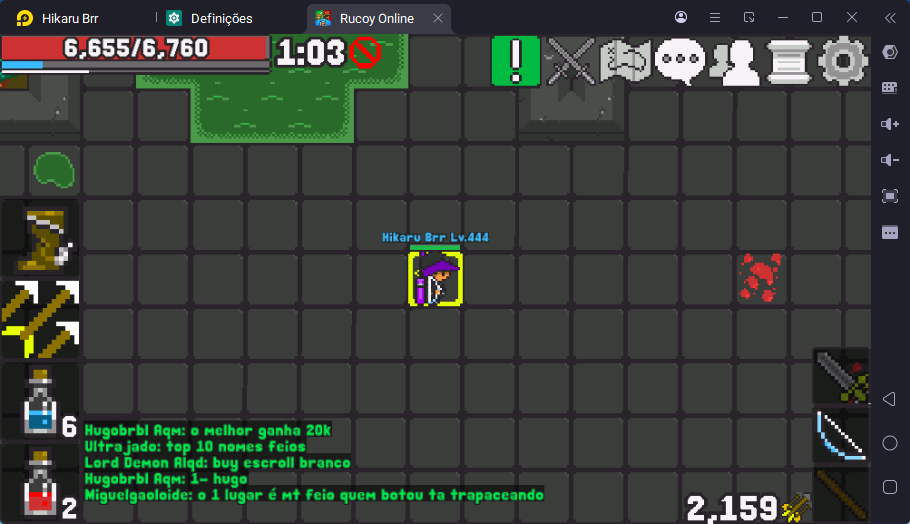 Hikaru Brr
Definições
Rucoy Online
6,655/6,760
1:03
Hikaru Brr Lv.444
6
2
Hugobrbl Aqm: o melhor ganha 20k
Ultrajado: top 10 nomes feios
Lord Demon Alqd: buy escroll branco
Hugobrbl Aqm: 1- hugo
Miguelgaoloide: o 1 lugar é mt feio quem botou ta trapaceando
2,159